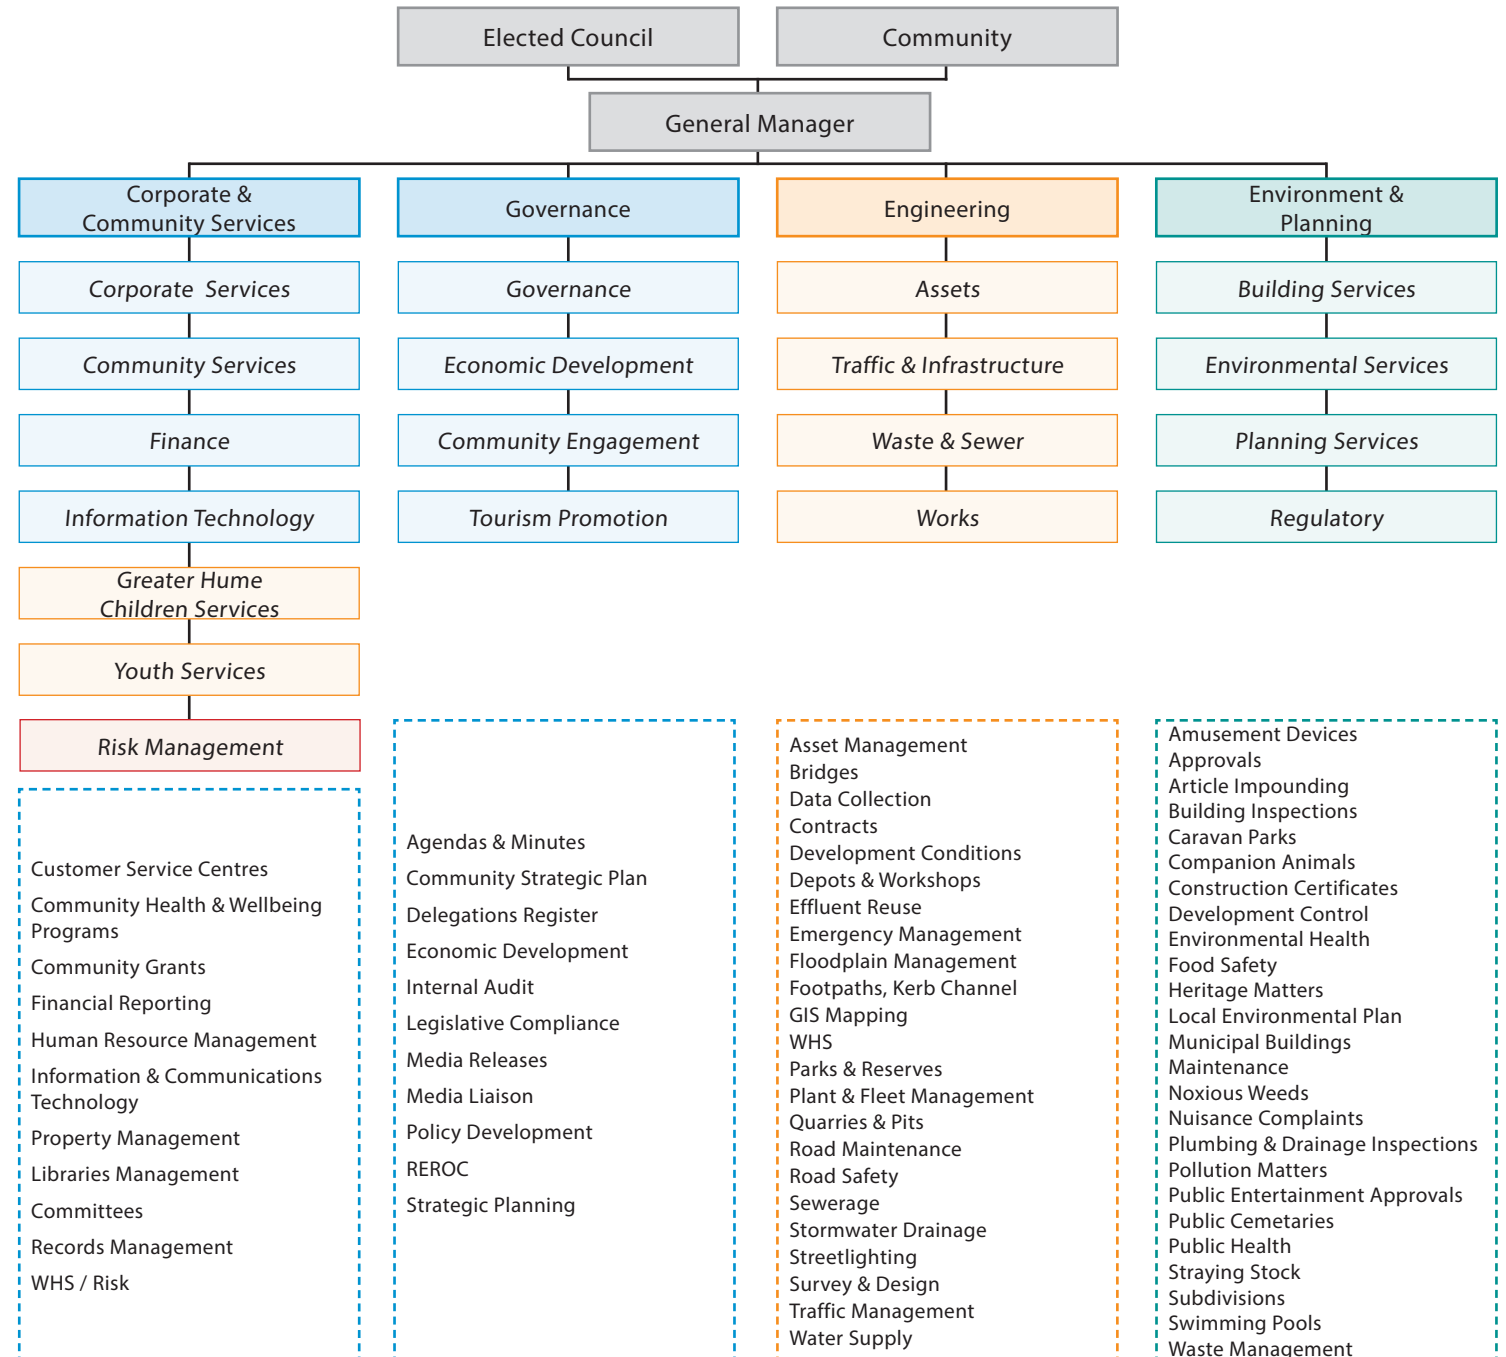 Elected Council
Community
General Manager
Corporate &
Community Services
Governance
Engineering
Environment &
Planning
Corporate Services
Governance
Assets
Building Services
Community Services
Economic Development
Traffic & Infrastructure
Environmental Services
Finance
Community Engagement
Waste & Sewer
Planning Services
Information Technology
Tourism Promotion
Works
Regulatory
Greater Hume
Children Services
Youth Services
Risk Management
Customer Service Centres
Community Health & Wellbeing
Programs
Community Grants
Financial Reporting
Human Resource Management
Information & Communications
Technology
Property Management
Libraries Management
Committees
Records Management
WHS / Risk
Agendas & Minutes
Community Strategic Plan
Delegations Register
Economic Development
Internal Audit
Legislative Compliance
Media Releases
Media Liaison
Policy Development
REROC
Strategic Planning
Asset Management
Bridges
Data Collection
Contracts
Development Conditions
Depots & Workshops
Effluent Reuse
Emergency Management
Floodplain Management
Footpaths, Kerb Channel
GIS Mapping
WHS
Parks & Reserves
Plant & Fleet Management
Quarries & Pits
Road Maintenance
Road Safety
Sewerage
Stormwater Drainage
Streetlighting
Survey & Design
Traffic Management
Water Supply
Amusement Devices
Approvals
Article Impounding
Building Inspections
Caravan Parks
Companion Animals
Construction Certificates
Development Control
Environmental Health
Food Safety
Heritage Matters
Local Environmental Plan
Municipal Buildings
Maintenance
Noxious Weeds
Nuisance Complaints
Plumbing & Drainage Inspections
Pollution Matters
Public Entertainment Approvals
Public Cemetaries
Public Health
Straying Stock
Subdivisions
Swimming Pools
Waste Management